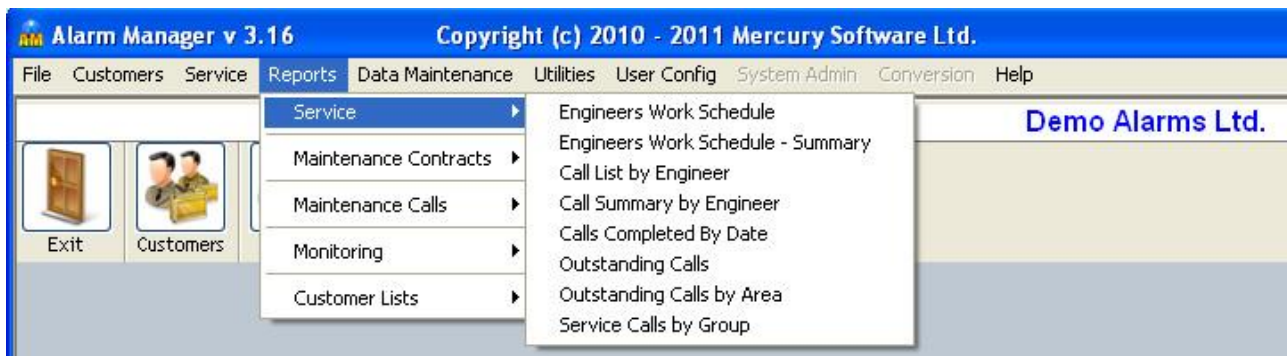 Alarm Manager v 3.16 Copyright (c) 2010 - 2011 Mercury Software Ltd.
File Customers Service Reports Data Maintenance Utilities User Config System Admin Conversion Help
Demo Alarms Ltd.
Exit
Customers
Service
Maintenance Contracts
Maintenance Calls
Monitoring
Customer Lists
Engineers Work Schedule
Engineers Work Schedule - Summary
Call List by Engineer
Call Summary by Engineer
Calls Completed By Date
Outstanding Calls
Outstanding Calls by Area
Service Calls by Group